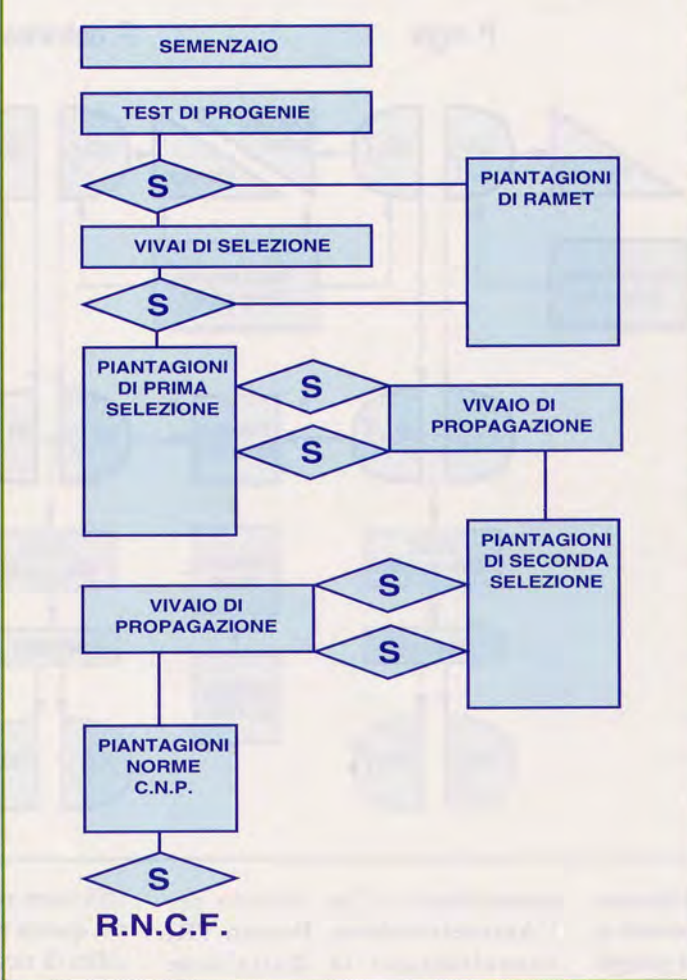 SEMENZAIO
TEST DI PROGENIE
S
PIANTAGIONI
DI RAMET
VIVAI DI SELEZIONE
S
PIANTAGIONI
DI PRIMA
SELEZIONE
S
S
VIVAIO DI
PROPAGAZIONE
PIANTAGIONI
DI SECONDA
SELEZIONE
S
S
VIVAIO DI
PROPAGAZIONE
PIANTAGIONI
NORME
C.N.P.
S
R.N.C.F.